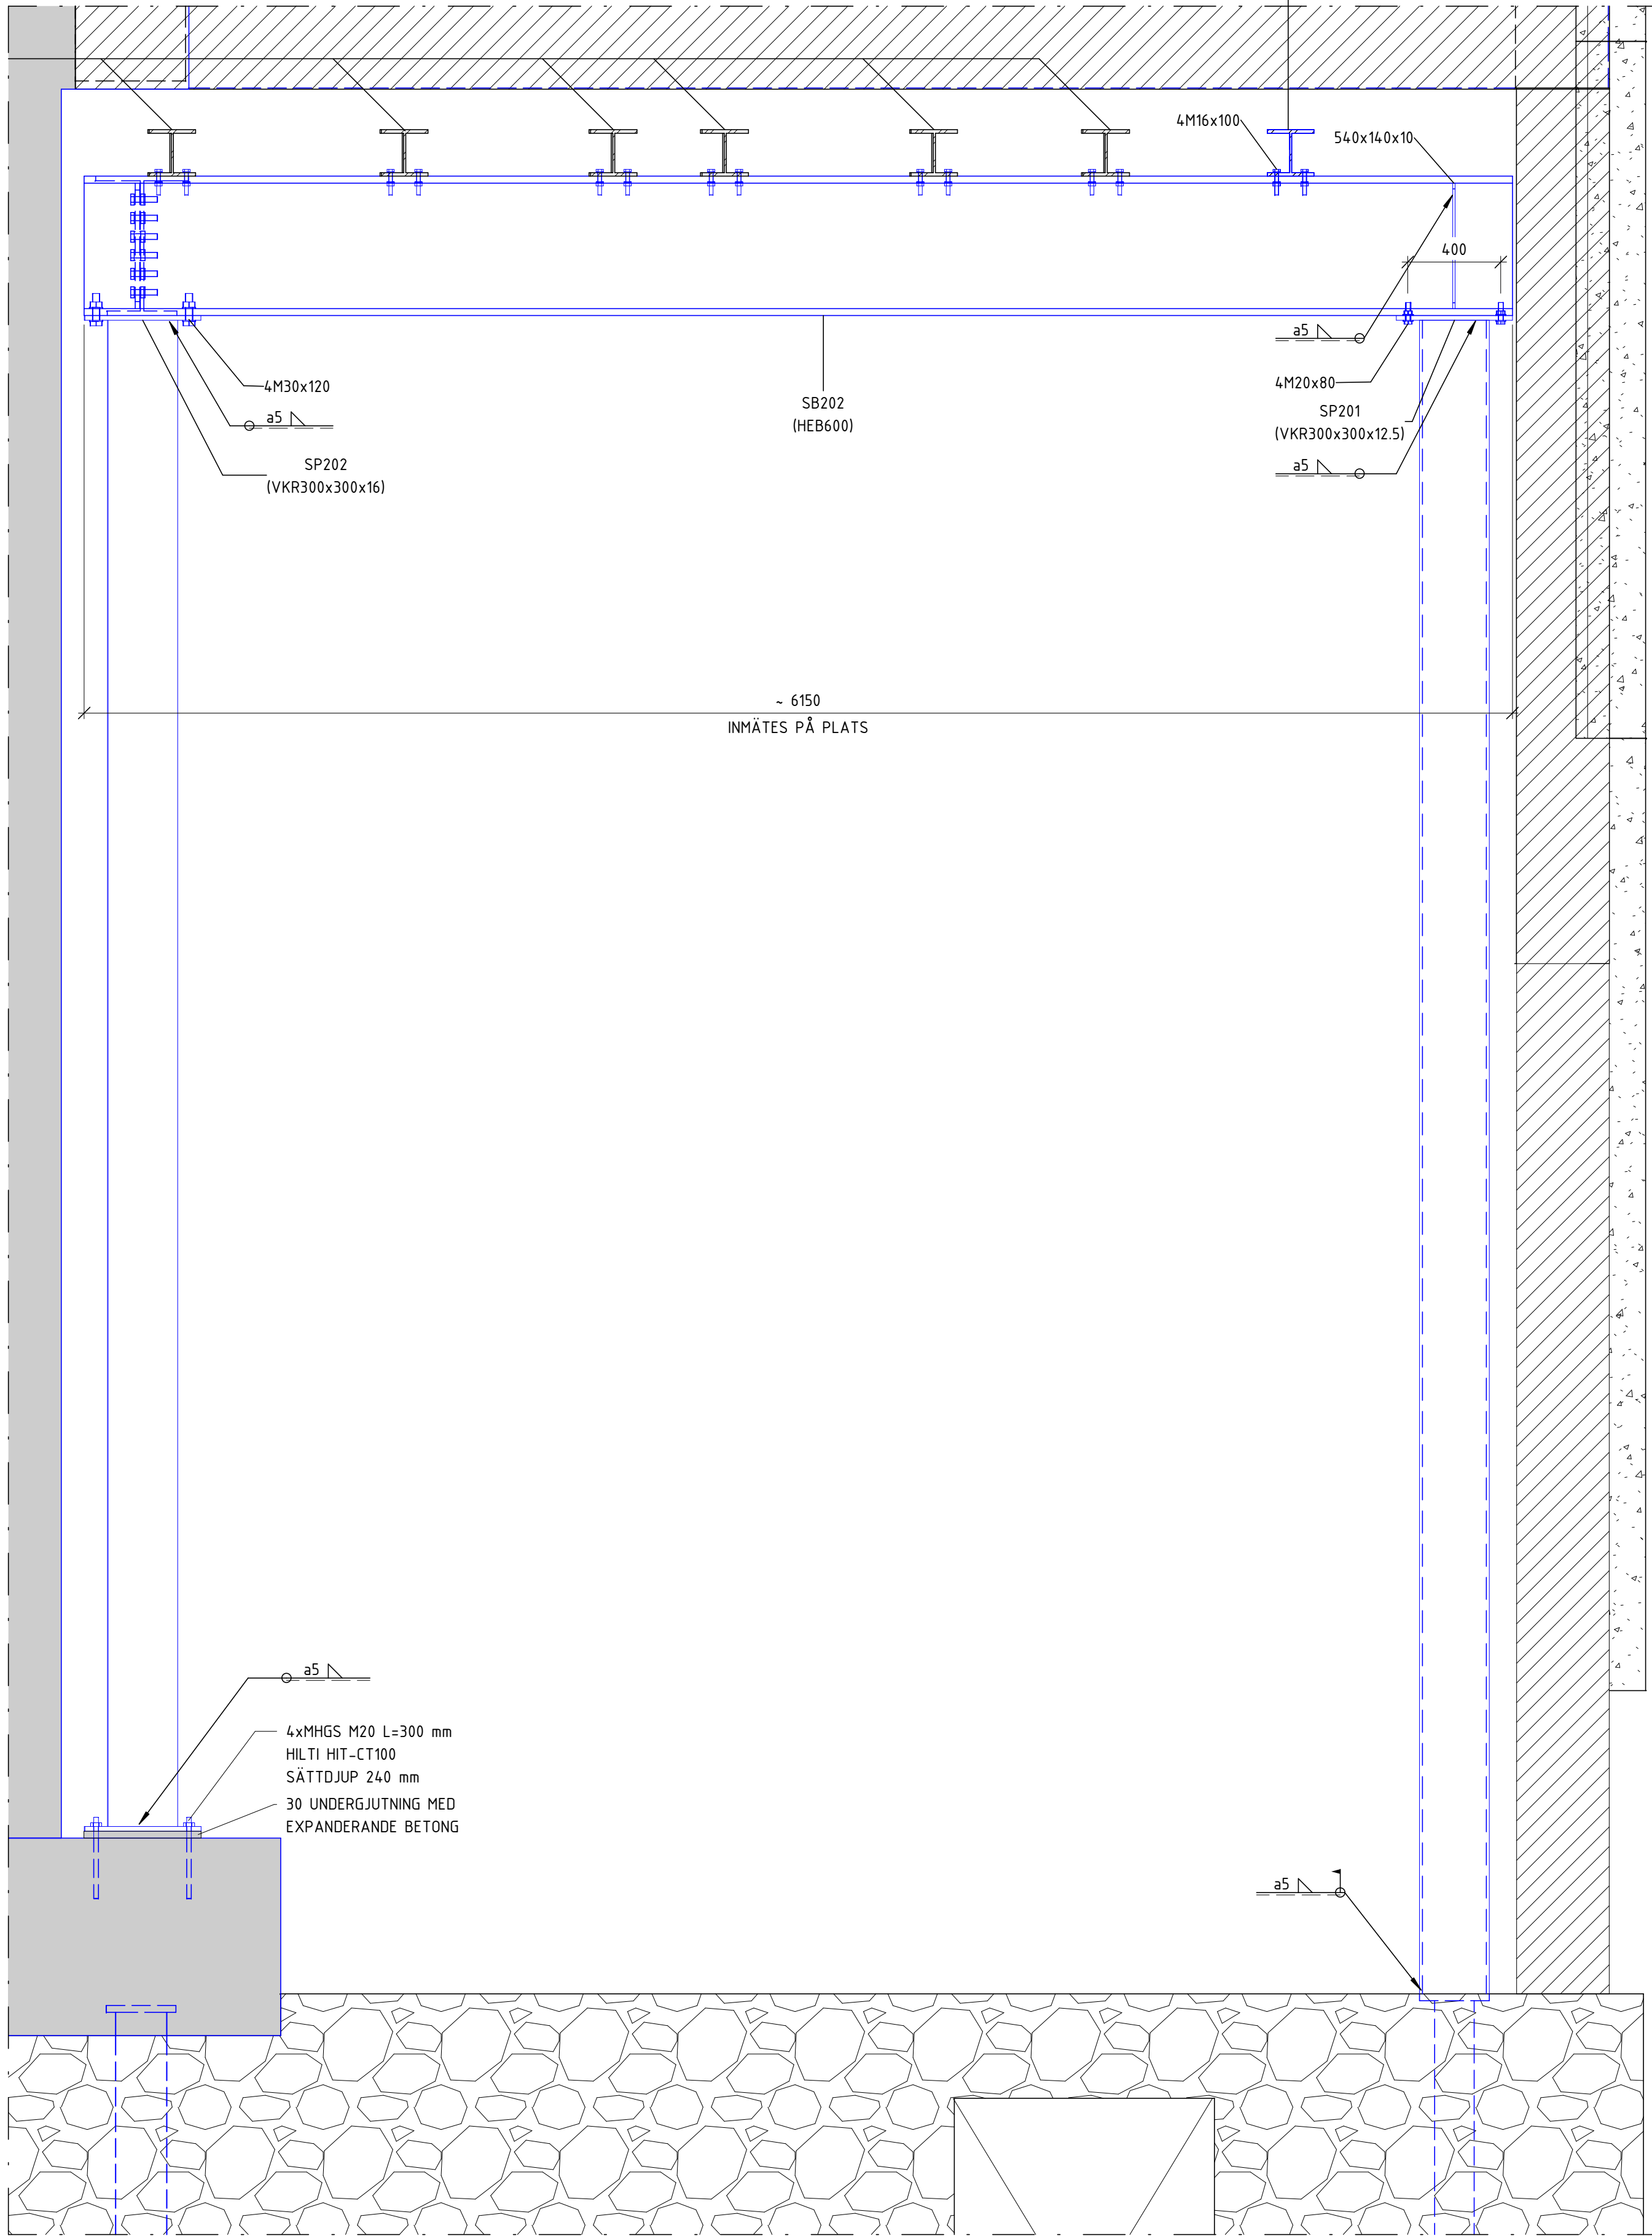 4M16x100
540x140x10
400
a5
4M30x120
4M20x80
SB202
(HEB600)
a5
SP201
(VKR300x300x12.5)
SP202
(VKR300x300x16)
a5
~ 6150
INMÄTES PÅ PLATS
a5
4xMHGS M20 L=300 mm
HILTI HIT-CT100
SÄTTDJUP 240 mm
30 UNDERGJUTNING MED
EXPANDERANDE BETONG
a5